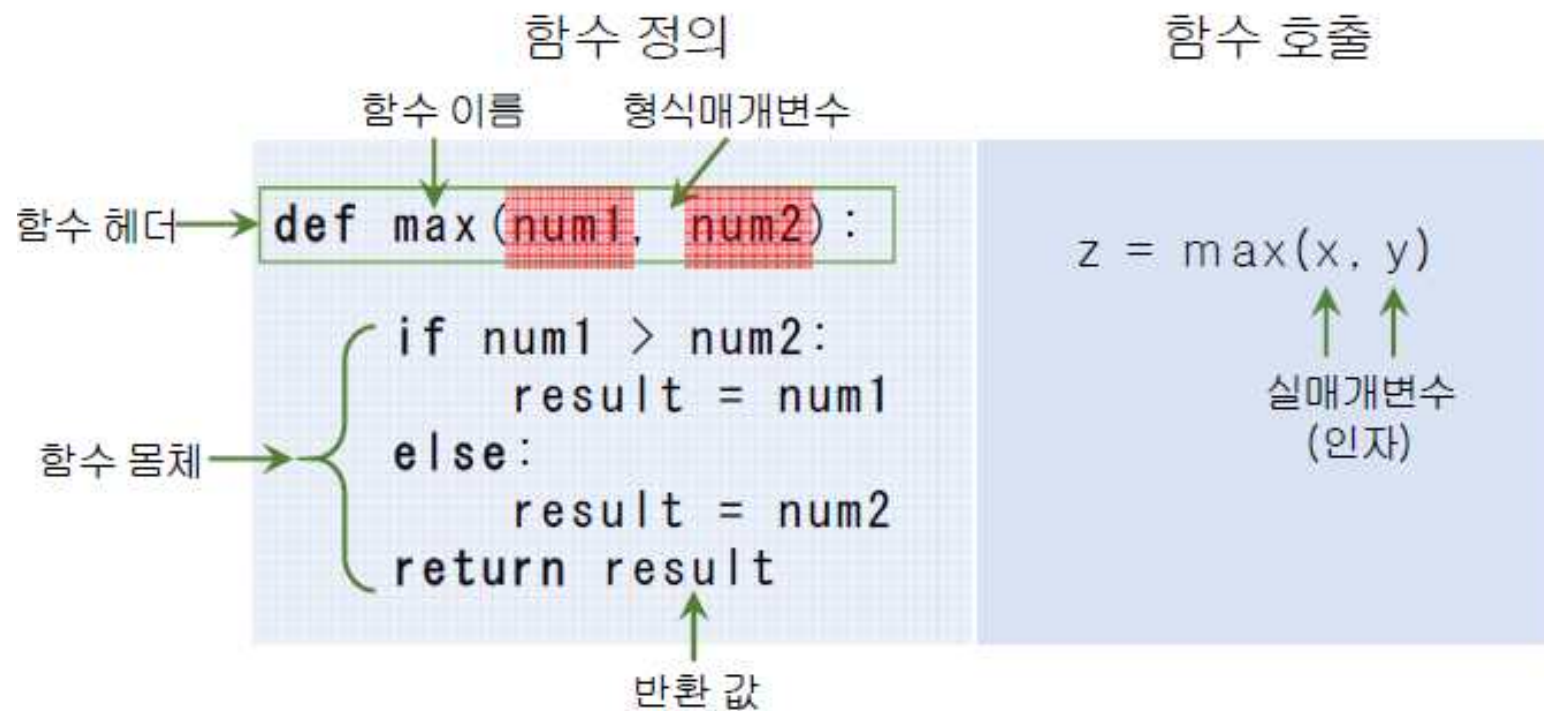 함수 정의
함수 호출
함수 이름
형식매개변수
함수 헤더
def max(num1, num2):
z = max(x, y)
if num1 > num2:
result = num1
실매개변수
(인자)
함수 몸체
else:
result = num2
return result
반환 값